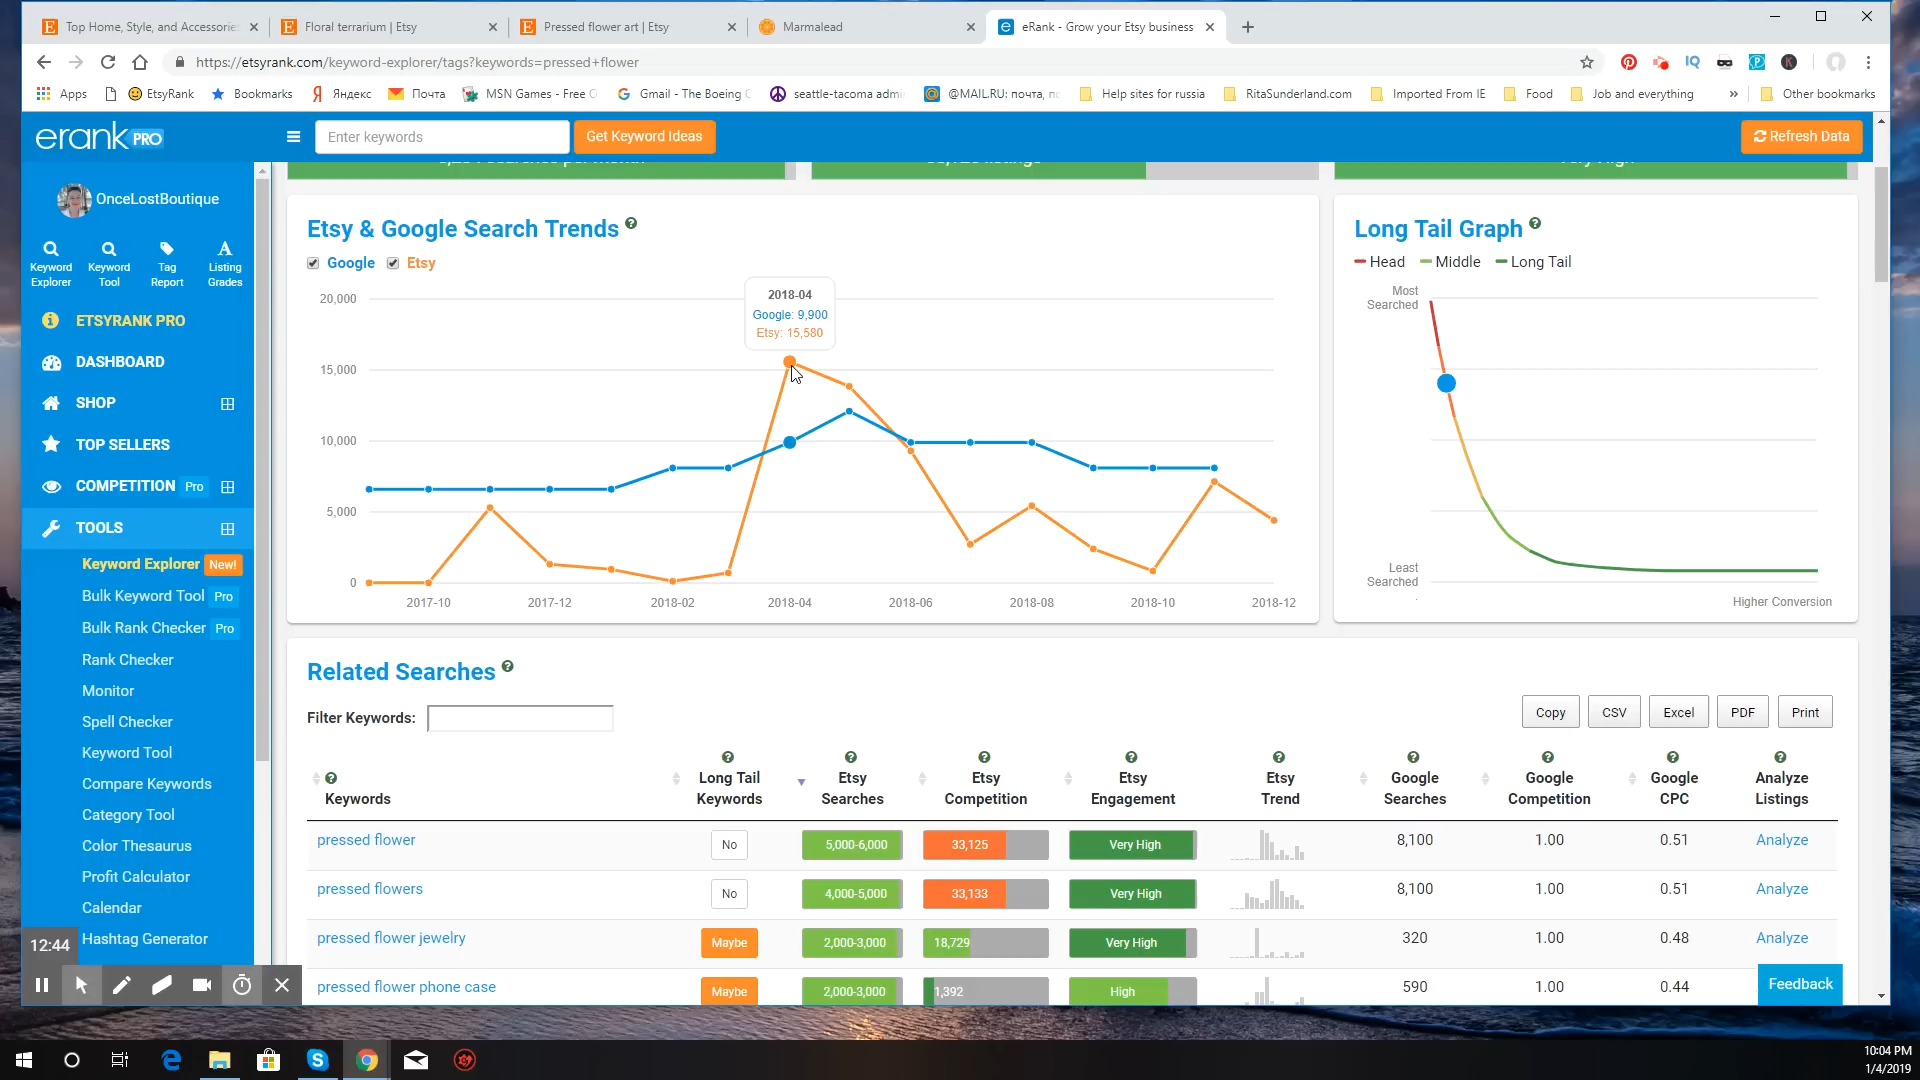 Top Home, Style, and Accessories
Floral terrarium | Etsy
Pressed flower art | Etsy
Marmalead
eRank - Grow your Etsy business
https://etsyrank.com/keyword-explorer/tags?keywords=pressed+flower
Apps
EtsyRank
Bookmarks
Яндекс
Почта
MSN Games - Free
Gmail - The Boeing
seattle-tacoma
@MAIL.RU: почта,
Help sites for russia
RitaSunderland.com
Imported From IE
Food
Job and everything
»
Other bookmarks
erank PRO
Enter keywords
Get Keyword Ideas
Refresh Data
OnceLostBoutique
Keyword Explorer
Keyword Tool
Tag Report
Listing Grades
ETSYRANK PRO
DASHBOARD
SHOP
TOP SELLERS
COMPETITION Pro
TOOLS
Keyword Explorer New!
Bulk Keyword Tool Pro
Bulk Rank Checker Pro
Rank Checker
Monitor
Spell Checker
Keyword Tool
Compare Keywords
Category Tool
Color Thesaurus
Profit Calculator
Calendar
Hashtag Generator
12:44
Etsy & Google Search Trends
Google Etsy
20,000
15,000
10,000
5,000
0
2018-04
Google: 9,900
Etsy: 15,580
2017-10 2017-12 2018-02 2018-04 2018-06 2018-08 2018-10 2018-12
Long Tail Graph
Head Middle Long Tail
Most
Searched
Least
Searched
Higher Conversion
Related Searches
Filter Keywords:
Copy CSV Excel PDF Print
Keywords
Long Tail Keywords
Etsy Searches
Etsy Competition
Etsy Engagement
Etsy Trend
Google Searches
Google Competition
Google CPC
Analyze Listings
pressed flower No 5,000-6,000 33,125 Very High 8,100 1.00 0.51 Analyze
pressed flowers No 4,000-5,000 33,133 Very High 8,100 1.00 0.51 Analyze
pressed flower jewelry Maybe 2,000-3,000 18,729 Very High 320 1.00 0.48 Analyze
pressed flower phone case Maybe 2,000-3,000 1,392 High 590 1.00 0.44
Feedback
10:04 PM
1/4/2019